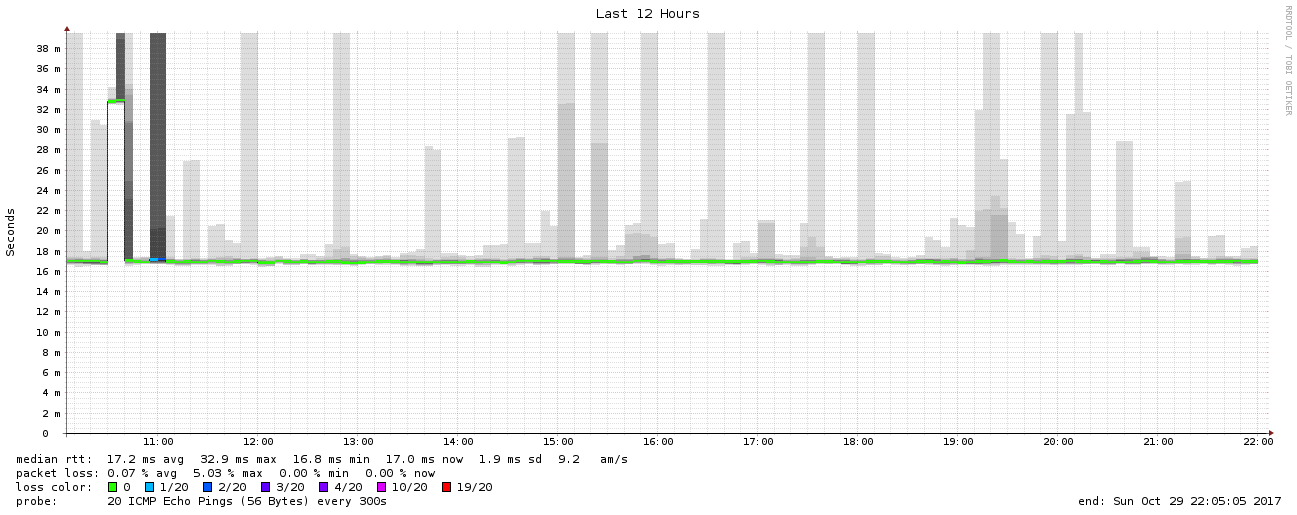 Last 12 Hours
RRDTOOL / TOBI OETIKER
Seconds
38 m
36 m
34 m
32 m
30 m
28 m
26 m
24 m
22 m
20 m
18 m
16 m
14 m
12 m
10 m
8 m
6 m
4 m
2 m
0
11:00 12:00 13:00 14:00 15:00 16:00 17:00 18:00 19:00 20:00 21:00 22:00
median rtt: 17.2 ms avg 32.9 ms max 16.8 ms min 17.0 ms now 1.9 ms sd 9.2 am/s
packet loss: 0.07 % avg 5.03 % max 0.00 % min 0.00 % now
loss color: 0 1/20 2/20 3/20 4/20 10/20 19/20
probe: 20 ICMP Echo Pings (56 Bytes) every 300s end: Sun Oct 29 22:05:05 2017